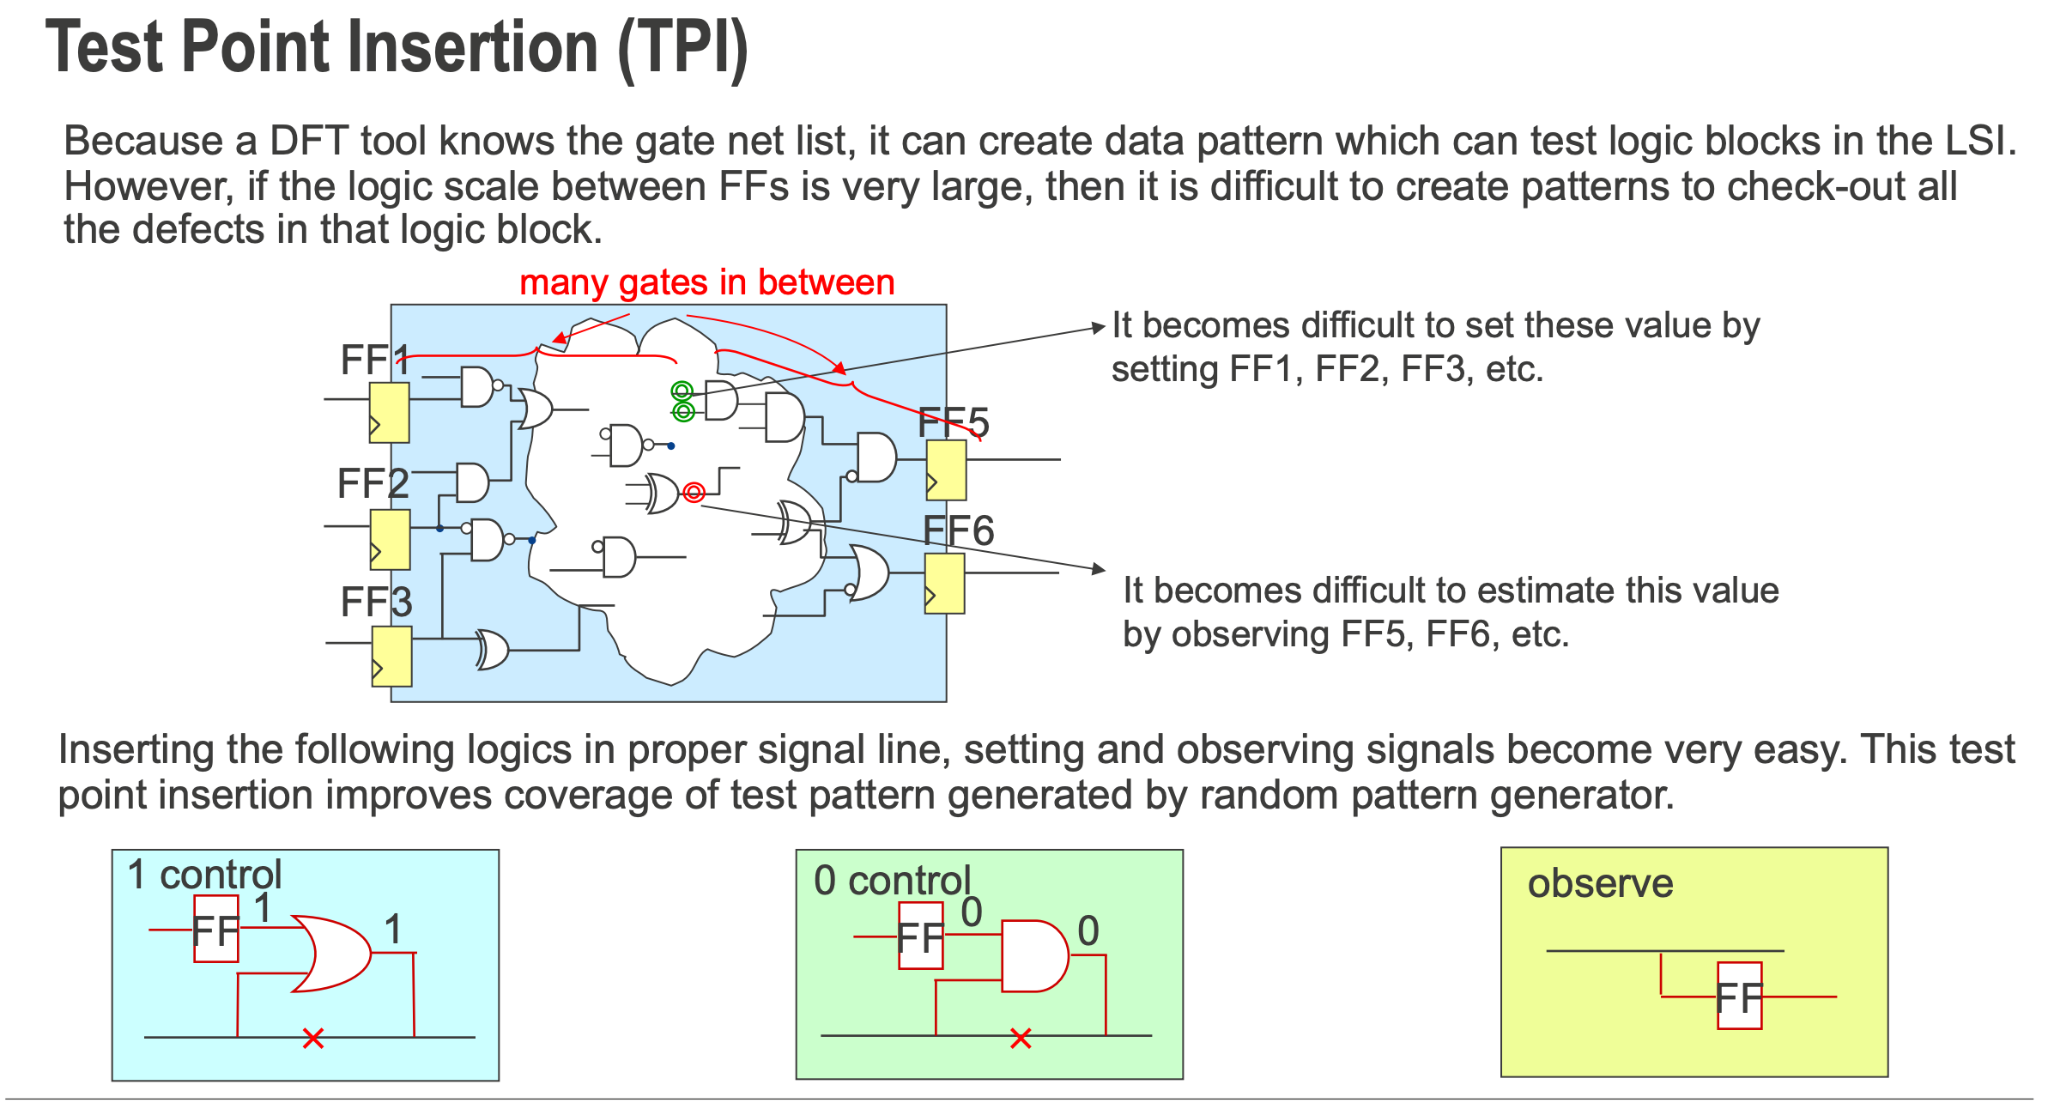 Test Point Insertion (TPI)
Because a DFT tool knows the gate net list, it can create data pattern which can test logic blocks in the LSI.
However, if the logic scale between FFs is very large, then it is difficult to create patterns to check-out all
the defects in that logic block.
many gates in between
FF1
FF2
FF3
FF5
FF6
It becomes difficult to set these value by
setting FF1, FF2, FF3, etc.
It becomes difficult to estimate this value
by observing FF5, FF6, etc.
Inserting the following logics in proper signal line, setting and observing signals become very easy. This test
point insertion improves coverage of test pattern generated by random pattern generator.
1 control
1
FF
1
0 control
0
FF
0
observe
FF